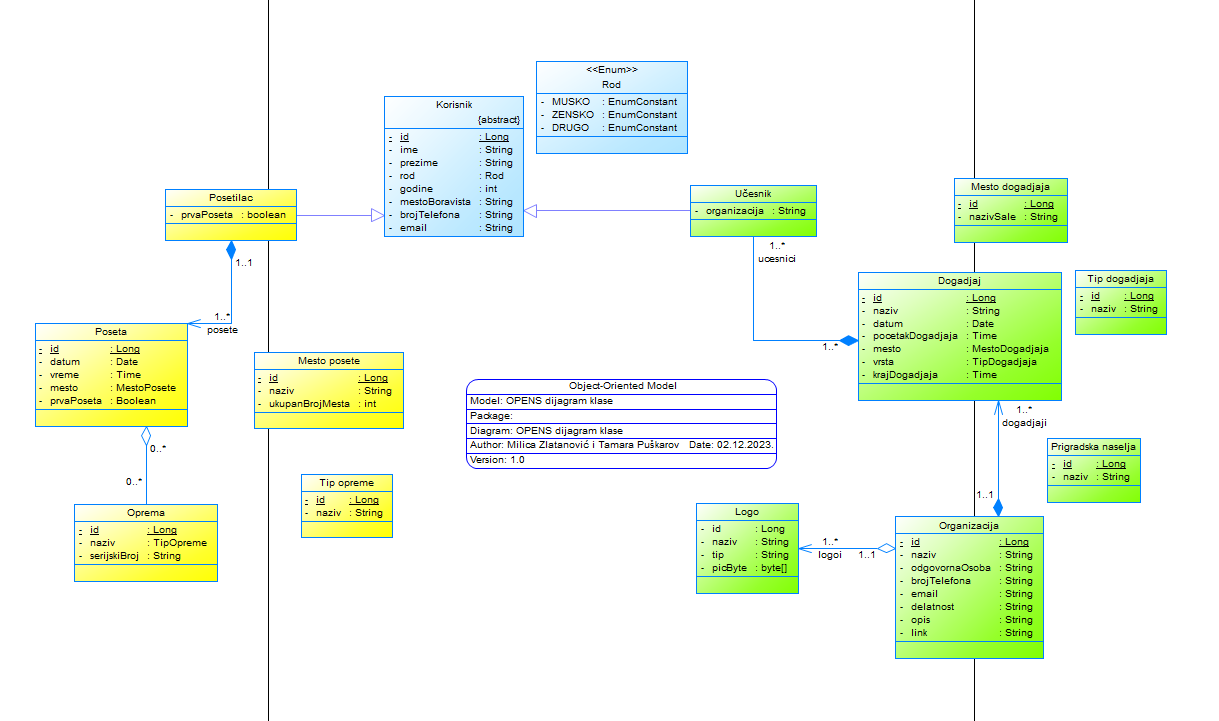 <<Enum>>
Rod
- MUSKO : EnumConstant
- ZENSKO : EnumConstant
- DRUGO : EnumConstant
Korisnik
{abstract}
- id : Long
- ime : String
- prezime : String
- rod : Rod
- godine : int
- mestoBoravista : String
- brojTelefona : String
- email : String
Posetilac
- prvaPoseta : boolean
1..1
1..*
posete
Učesnik
- organizacija : String
1..*
ucesnici
1..*
Mesto dogadjaja
- id : Long
- nazivSale : String
Dogadjaj
- id : Long
- naziv : String
- datum : Date
- pocetakDogadjaja : Time
- mesto : MestoDogadjaja
- vrsta : TipDogadjaja
- krajDogadjaja : Time
Tip dogadjaja
- id : Long
- naziv : String
Poseta
- id : Long
- datum : Date
- vreme : Time
- mesto : MestoPosete
- prvaPoseta : Boolean
0..*
0..*
Mesto posete
- id : Long
- naziv : String
- ukupanBrojMesta : int
Object-Oriented Model
Model: OPENS dijagram klase
Package:
Diagram: OPENS dijagram klase
Author: Milica Zlatanović i Tamara Puškarov Date: 02.12.2023.
Version: 1.0
1..*
dogadjaji
1..1
Prigradska naselja
- id : Long
- naziv : String
Tip opreme
- id : Long
- naziv : String
Oprema
- id : Long
- naziv : TipOpreme
- serijskiBroj : String
Logo
- id : Long
- naziv : String
- tip : String
- picByte : byte[]
1..*
logoi
1..1
Organizacija
- id : Long
- naziv : String
- odgovornaOsoba : String
- brojTelefona : String
- email : String
- delatnost : String
- opis : String
- link : String